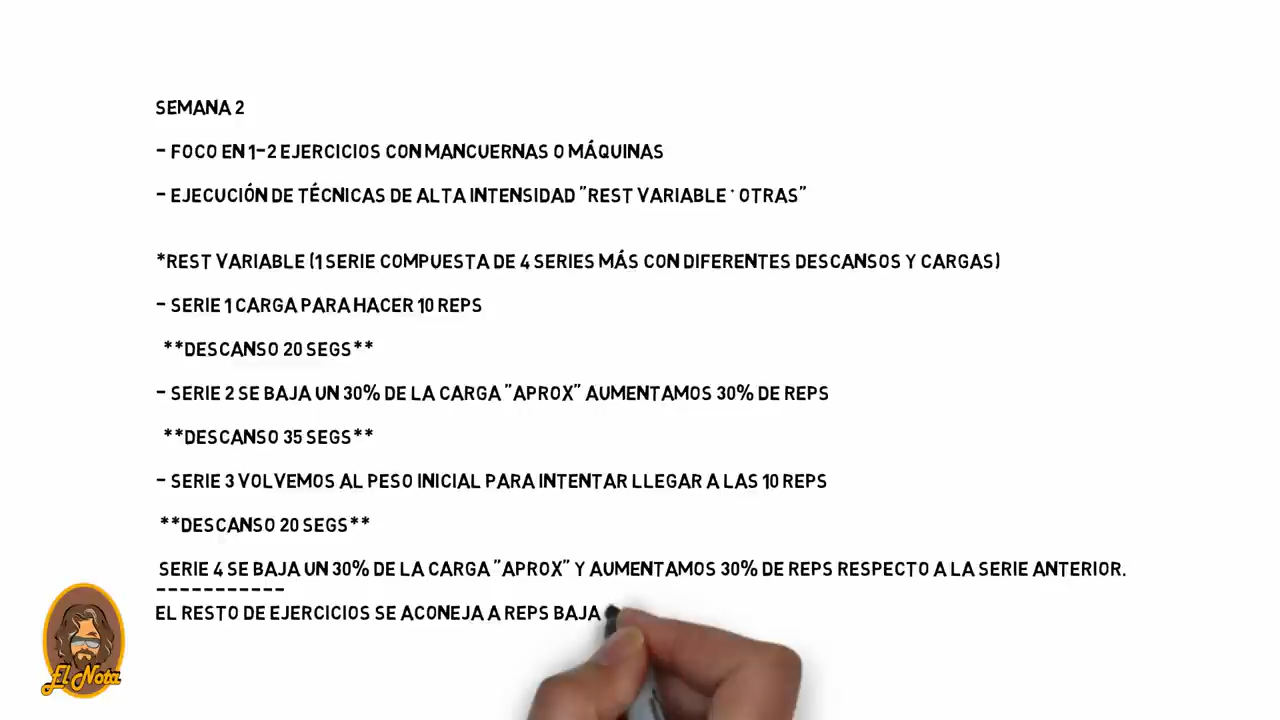 SEMANA 2
- FOCO EN 1-2 EJERCICIOS CON MANCUERNAS O MÁQUINAS
- EJECUCIÓN DE TÉCNICAS DE ALTA INTENSIDAD "REST VARIABLE * OTRAS"
*REST VARIABLE (1 SERIE COMPUESTA DE 4 SERIES MÁS CON DIFERENTES DESCANSOS Y CARGAS)
- SERIE 1 CARGA PARA HACER 10 REPS
**DESCANSO 20 SEGS**
- SERIE 2 SE BAJA UN 30% DE LA CARGA "APROX" AUMENTAMOS 30% DE REPS
**DESCANSO 35 SEGS**
- SERIE 3 VOLVEMOS AL PESO INICIAL PARA INTENTAR LLEGAR A LAS 10 REPS
**DESCANSO 20 SEGS**
SERIE 4 SE BAJA UN 30% DE LA CARGA "APROX" Y AUMENTAMOS 30% DE REPS RESPECTO A LA SERIE ANTERIOR.
-----------
EL RESTO DE EJERCICIOS SE ACONEJA A REPS BAJA
El Nota